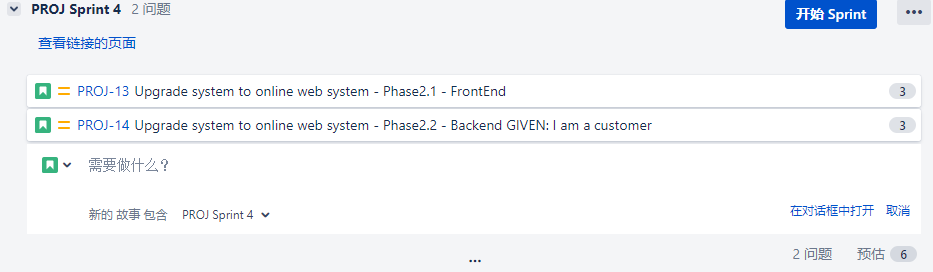 PROJ Sprint 4 2 问题 开始 Sprint
查看链接的页面
PROJ-13 Upgrade system to online web system - Phase2.1 - FrontEnd 3
PROJ-14 Upgrade system to online web system - Phase2.2 - Backend GIVEN: I am a customer 3
需要做什么？
新的 故事 包含 PROJ Sprint 4 在对话框中打开 取消
2 问题 预估 6